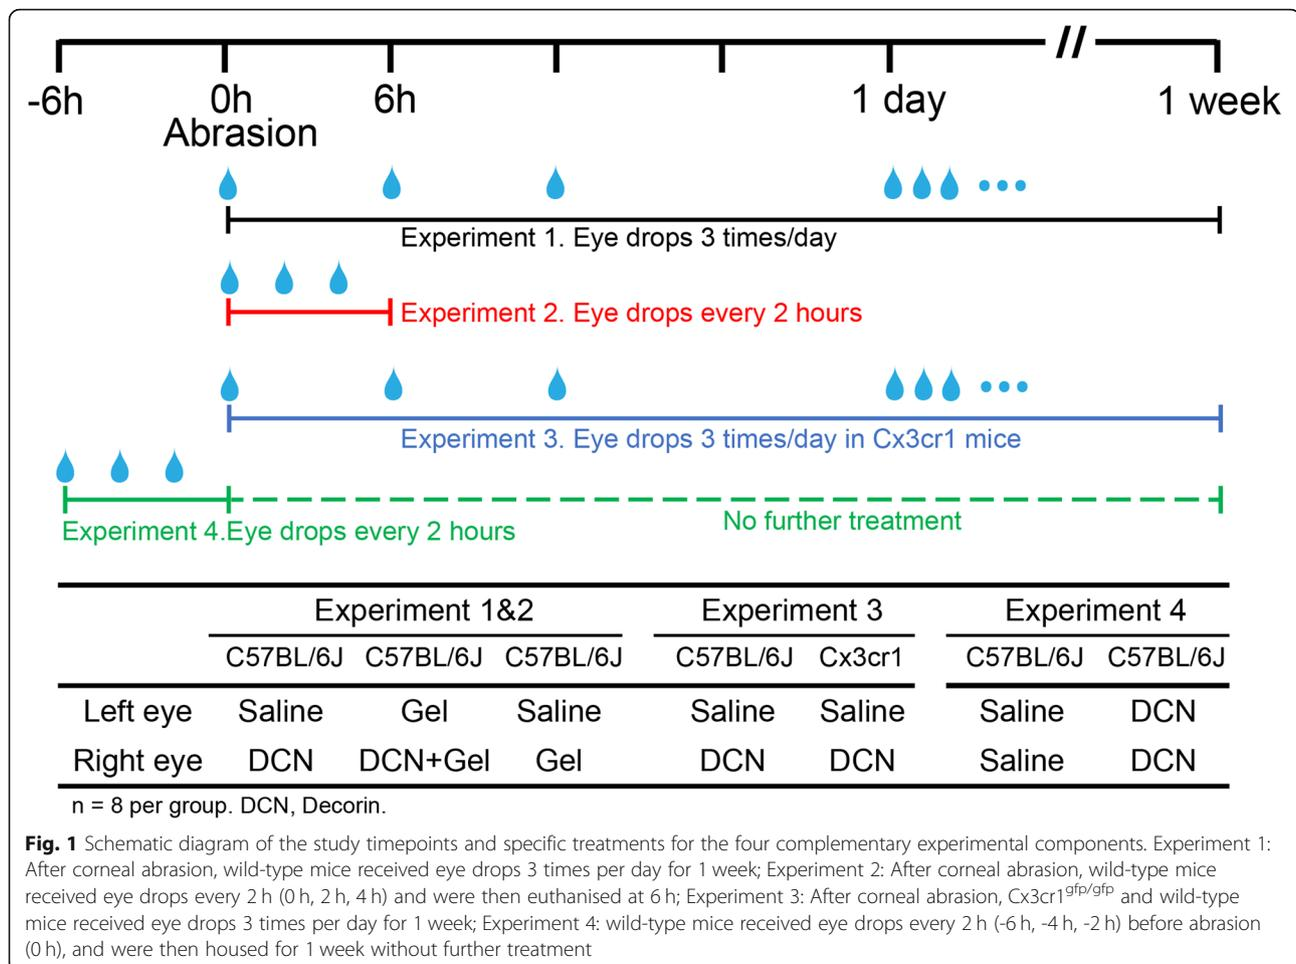 -6h 0h 6h 1 day 1 week
Abrasion
Experiment 1. Eye drops 3 times/day
Experiment 2. Eye drops every 2 hours
Experiment 3. Eye drops 3 times/day in Cx3cr1 mice
Experiment 4.Eye drops every 2 hours
No further treatment
Experiment 1&2 Experiment 3 Experiment 4
C57BL/6J C57BL/6J C57BL/6J C57BL/6J Cx3cr1 C57BL/6J C57BL/6J
Left eye Saline Gel Saline Saline Saline Saline DCN
Right eye DCN DCN+Gel Gel DCN DCN Saline DCN
n = 8 per group. DCN, Decorin.
Fig. 1 Schematic diagram of the study timepoints and specific treatments for the four complementary experimental components. Experiment 1:
After corneal abrasion, wild-type mice received eye drops 3 times per day for 1 week; Experiment 2: After corneal abrasion, wild-type mice
received eye drops every 2 h (0 h, 2 h, 4 h) and were then euthanised at 6 h; Experiment 3: After corneal abrasion, Cx3cr1gfp/gfp and wild-type
mice received eye drops 3 times per day for 1 week; Experiment 4: wild-type mice received eye drops every 2 h (-6 h, -4 h, -2 h) before abrasion
(0 h), and were then housed for 1 week without further treatment